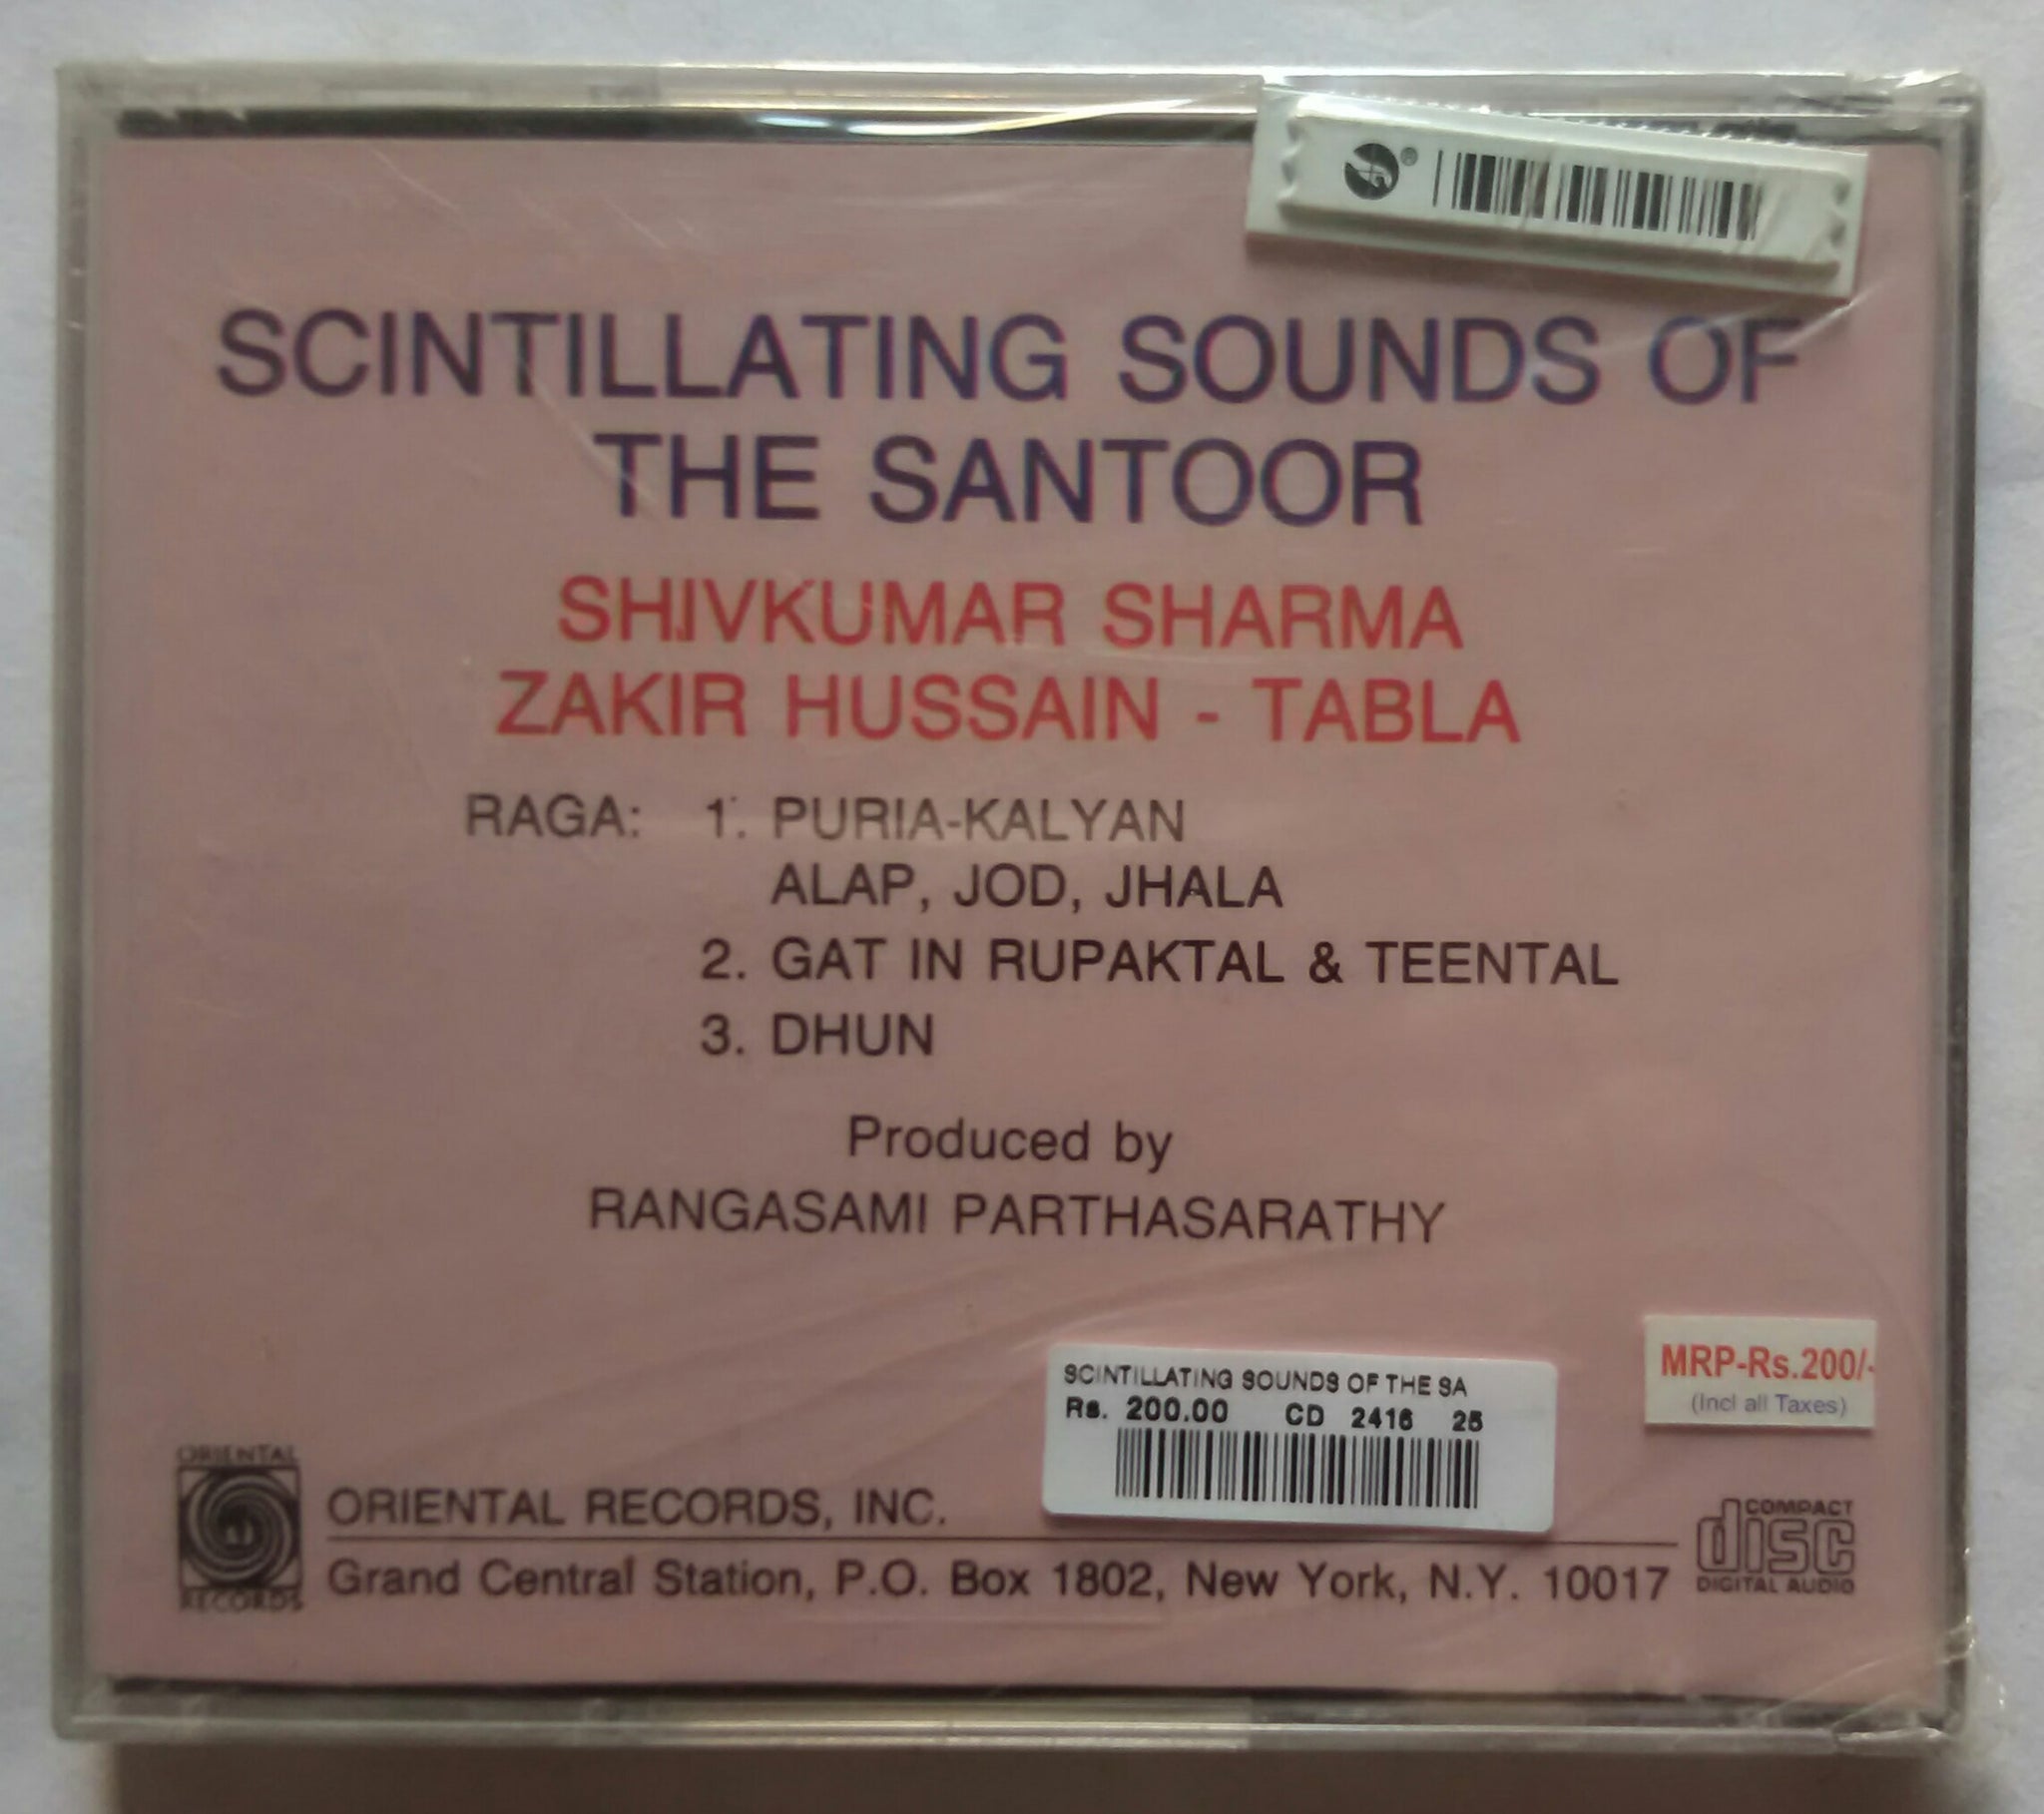 ®
SCINTILLATING SOUNDS OF
THE SANTOOR
SHIVKUMAR SHARMA
ZAKIR HUSSAIN - TABLA
RAGA: 1. PURIA-KALYAN
ALAP, JOD, JHALA
2. GAT IN RUPAKTAL & TEENTAL
3. DHUN
Produced by
RANGASAMI PARTHASARATHY
MRP-Rs.200/-
(Incl all Taxes)
SCINTILLATING SOUNDS OF THE SA
Rs. 200.00 CD 2416 25
ORIENTAL
RECORDS
ORIENTAL RECORDS, INC.
Grand Central Station, P.O. Box 1802, New York, N.Y. 10017
COMPACT
disc
DIGITAL AUDIO